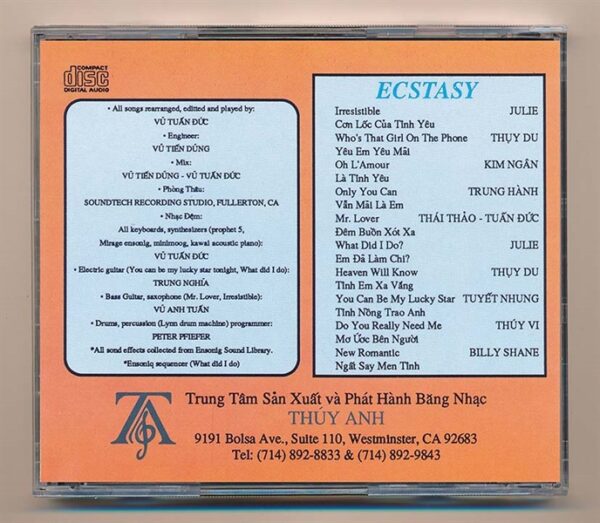 COMPACT
disc
DIGITAL AUDIO
• All songs rearranged, editted and played by:
VŨ TUẤN ĐỨC
• Engineer:
VŨ TIẾN DŨNG
• Mix:
VŨ TIẾN DŨNG - VŨ TUẤN ĐỨC
• Phòng Thâu:
SOUNDTECH RECORDING STUDIO, FULLERTON, CA
• Nhạc Đệm:
All keyboards, synthesizers (prophet 5,
Mirage ensonig, minimoog, kawai acoustic piano):
VŨ TUẤN ĐỨC
• Electric guitar (You can be my lucky star tonight, What did I do):
TRUNG NGHĨA
• Bass Guitar, saxophone (Mr. Lover, Irresistible):
VŨ ANH TUẤN
• Drums, percussion (Lynn drum machine) programmer:
PETER PFIEFER
*All sond effects collected from Ensonig Sound Library.
*Ensoniq sequencer (What did I do)
ECSTASY
Irresistible JULIE
Cơn Lốc Của Tình Yêu
Who's That Girl On The Phone THỤY DU
Yêu Em Yêu Mãi
Oh L'Amour KIM NGÂN
Là Tình Yêu
Only You Can TRUNG HÀNH
Vẫn Mãi Là Em
Mr. Lover THÁI THẢO - TUẤN ĐỨC
Đêm Buồn Xót Xa
What Did I Do? JULIE
Em Đã Làm Chi?
Heaven Will Know THỤY DU
Tình Em Xa Vắng
You Can Be My Lucky Star TUYẾT NHUNG
Tình Nồng Trao Anh
Do You Really Need Me THÚY VI
Mơ Ước Bên Người
New Romantic BILLY SHANE
Ngất Say Men Tình
TA
Trung Tâm Sản Xuất và Phát Hành Băng Nhạc
THÚY ANH
9191 Bolsa Ave., Suite 110, Westminster, CA 92683
Tel: (714) 892-8833 & (714) 892-9843